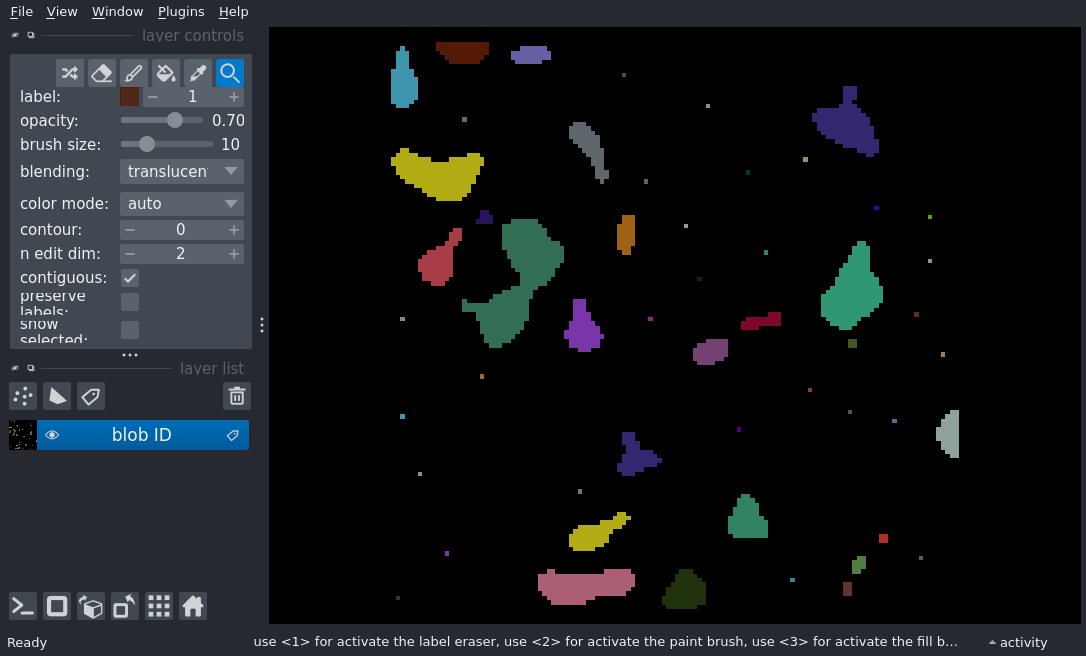 File View Window Plugins Help
layer controls
label: 1
opacity: 0.70
brush size: 10
blending: translucen
color mode: auto
contour: 0
n edit dim: 2
contiguous:
preserve
labels:
show
selected:
layer list
blob ID
Ready use <1> for activate the label eraser, use <2> for activate the paint brush, use <3> for activate the fill b... activity